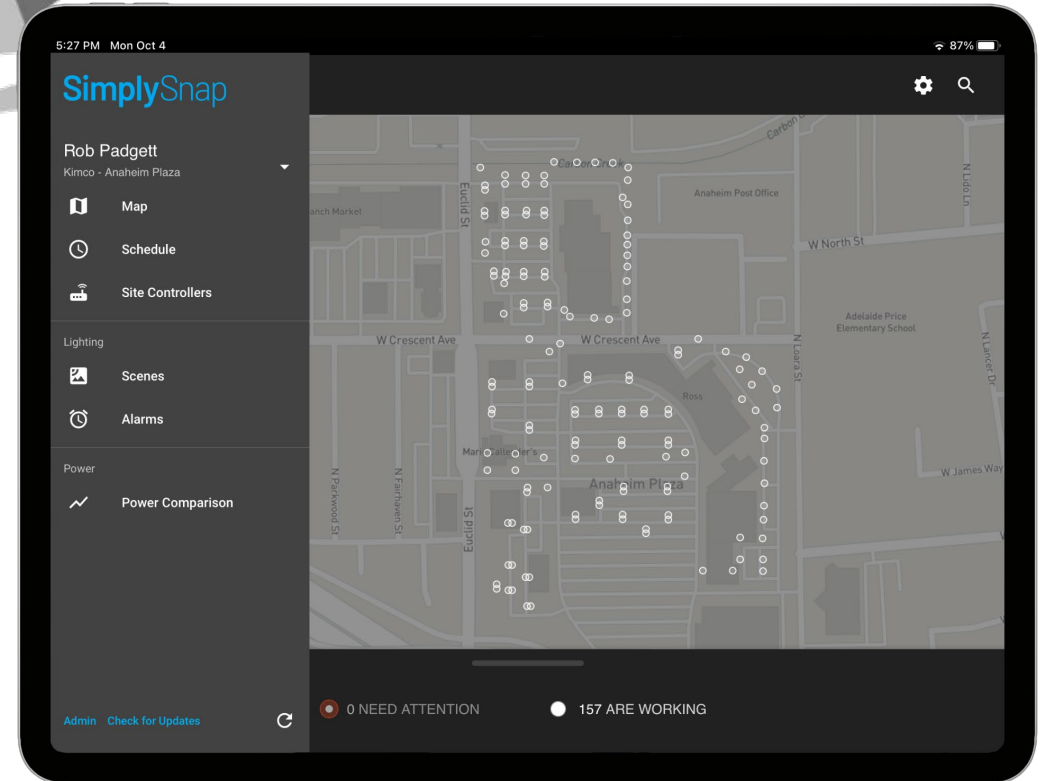 5:27 PM Mon Oct 4
87%
SimplySnap
Rob Padgett
Kimco - Anaheim Plaza
Map
Schedule
Site Controllers
Lighting
Scenes
Alarms
Power
Power Comparison
Admin Check for Updates
Anaheim Post Office
N Lido Ln
anch Market
Euclid St
W North St
Adelaide Price
Elementary School
W Crescent Ave
W Crescent Ave
N Loara St
N Lancer Dr
Ross
Anaheim Plaza
W James Way
N Parkwood St
N Fairhaven St
Euclid St
0 NEED ATTENTION
157 ARE WORKING